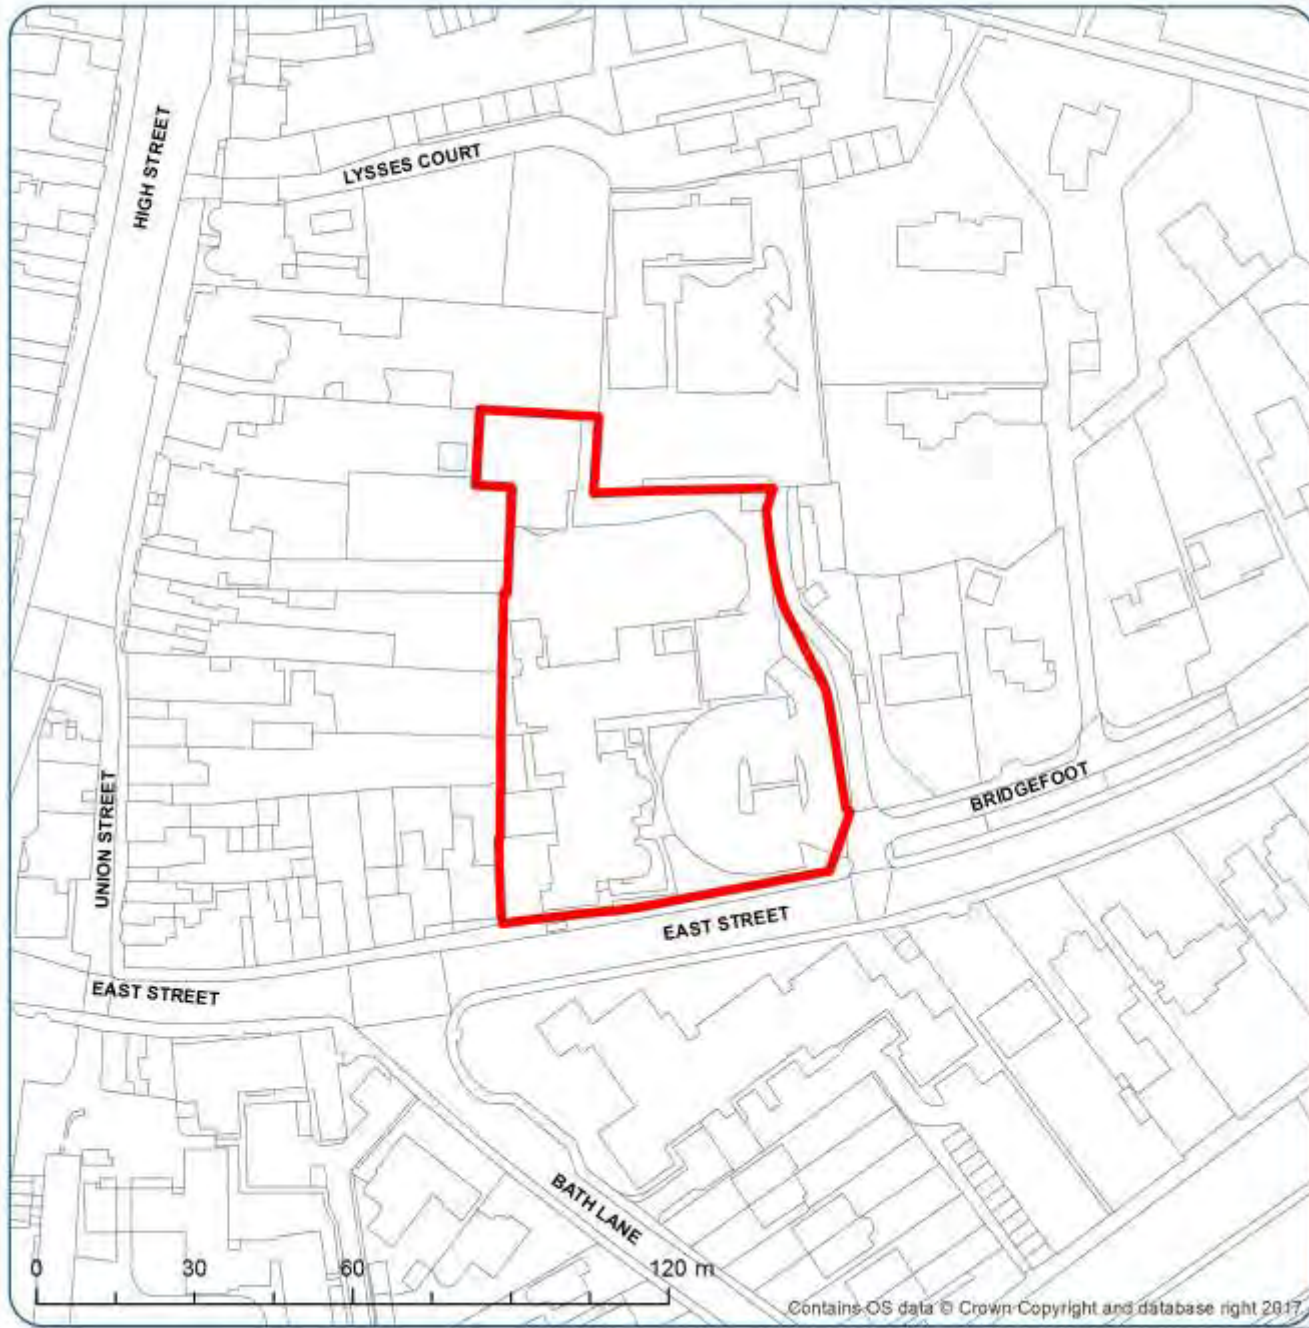 HIGH STREET
LYSSES COURT
UNION STREET
BRIDGEFOOT
EAST STREET
EAST STREET
BATH LANE
0 30 60 120 m
Contains OS data © Crown Copyright and database right 2017